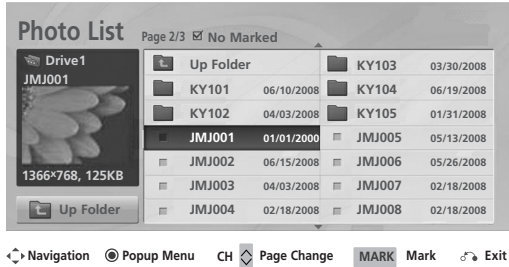 Photo List Page 2/3 No Marked
Drive1
JMJ001
1366×768, 125KB
Up Folder
Up Folder
KY101 06/10/2008
KY102 04/03/2008
JMJ001 01/01/2000
JMJ002 06/15/2008
JMJ003 04/03/2008
JMJ004 02/18/2008
KY103 03/30/2008
KY104 06/19/2008
KY105 01/31/2008
JMJ005 05/13/2008
JMJ006 05/26/2008
JMJ007 02/18/2008
JMJ008 02/18/2008
Navigation Popup Menu CH Page Change MARK Mark Exit